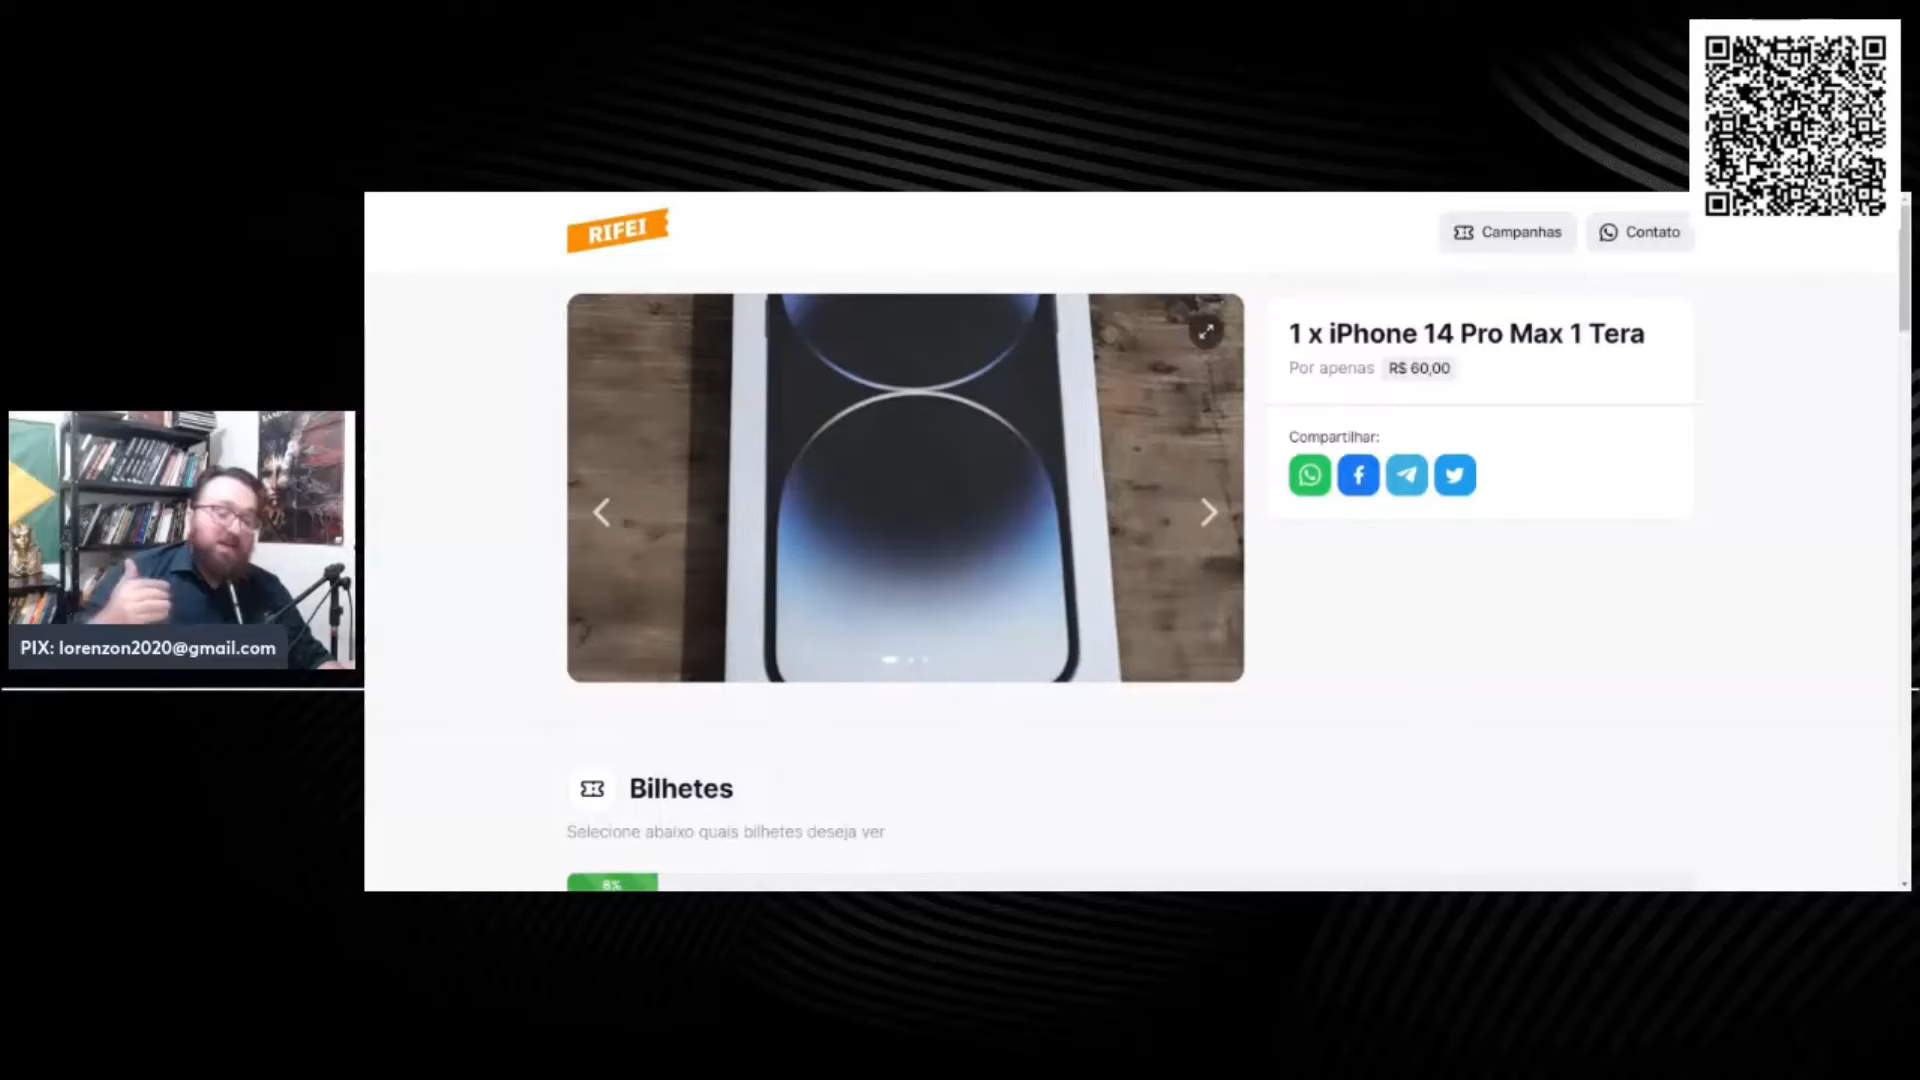 RIFEI
Campanhas
Contato
1 x iPhone 14 Pro Max 1 Tera
Por apenas R$ 60,00
Compartilhar:
PIX: lorenzon2020@gmail.com
Bilhetes
Selecione abaixo quais bilhetes deseja ver
8%